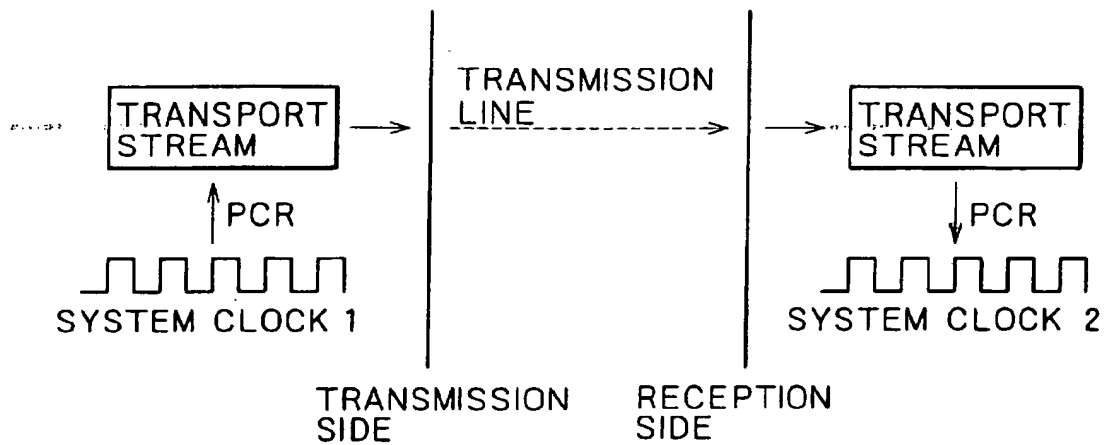 TRANSPORT
STREAM
TRANSMISSION
LINE
TRANSPORT
STREAM
PCR
PCR
SYSTEM CLOCK 1
SYSTEM CLOCK 2
TRANSMISSION
SIDE
RECEPTION
SIDE